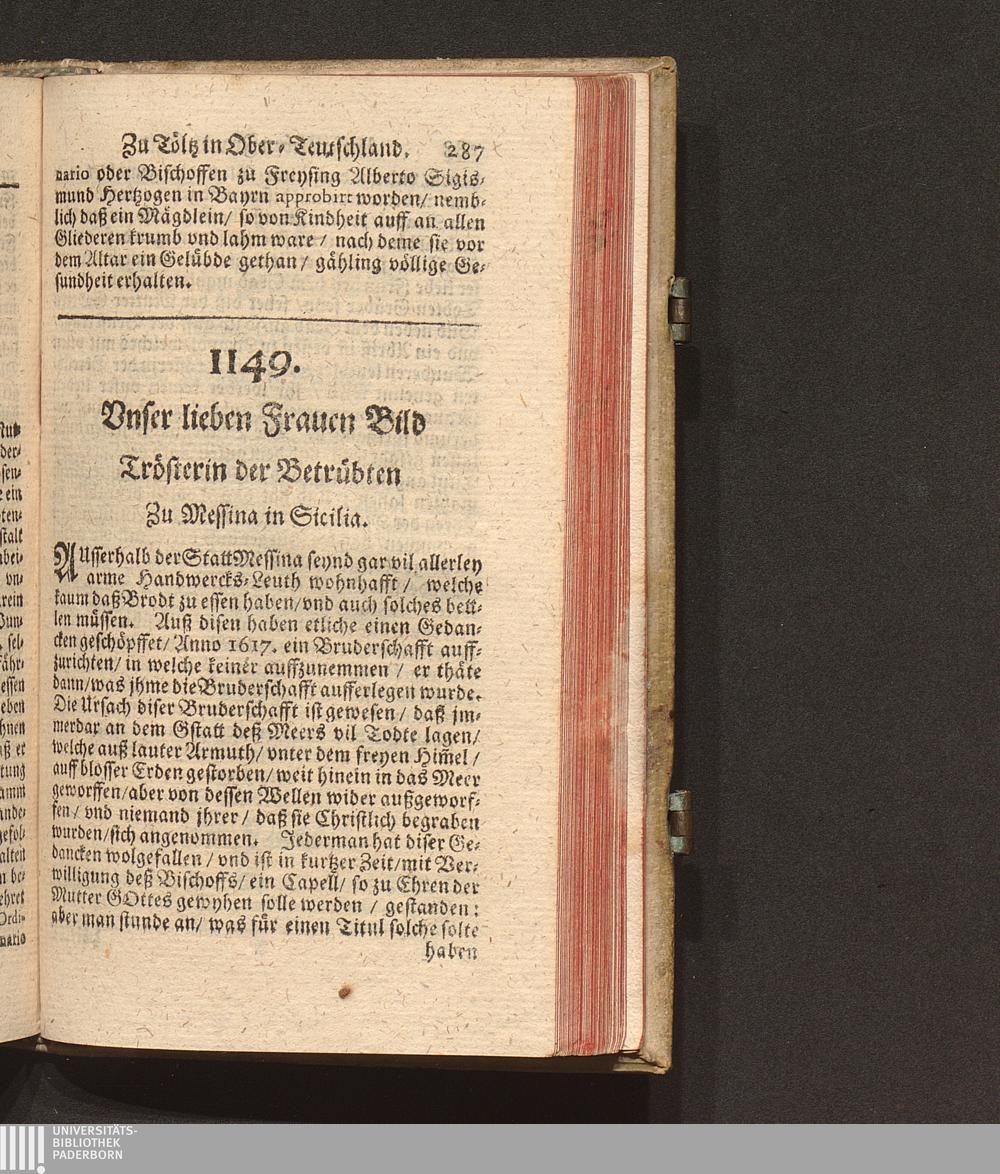 Zu Töltz in Ober-Teutschland. 287
nario oder Bischoffen zu Freysing Alberto Sigis-
mund Hertzogen in Bayrn approbirt worden/ nemb-
lich daß ein Mägdlein/ so von Kindheit auff an allen
Gliederen krumb vnd lahm ware / nach deme sie vor
dem Altar ein Gelübde gethan / gähling völlige Ge-
sundheit erhalten.
1149.
Vnser lieben Frauen Bild
Trösterin der Betrübten
Zu Messina in Sicilia.
AUsserhalb der Statt Messina seynd gar vil allerley
arme Handwercks-Leuth wohnhafft / welche
kaum daß Brodt zu essen haben/ vnd auch solches bett-
len müssen. Auß disen haben etliche einen Gedan-
cken geschöpffet/ Anno 1617. ein Bruderschafft auff-
zurichten/ in welche keiner auffzunemmen / er thäte
dann/ was jhme die Bruderschafft aufferlegen wurde.
Die Ursach diser Bruderschafft ist gewesen / daß jm-
merdar an dem Gstatt deß Meers vil Todte lagen/
welche auß lauter Armuth/ vnter dem freyen Him̃el /
auff blosser Erden gestorben/ weit hinein in das Meer
geworffen/ aber von dessen Wellen wider außgeworf-
fen / vnd niemand jhrer / daß sie Christlich begraben
wurden/ sich angenommen. Jederman hat diser Ge-
dancken wolgefallen / vnd ist in kurtzer Zeit/ mit Ver-
willigung deß Bischoffs/ ein Capell/ so zu Ehren der
Mutter GOttes gewyhen solle werden / gestanden:
aber man stunde an/ was für einen Titul solche solte
haben
UNIVERSITÄTS-
BIBLIOTHEK
PADERBORN